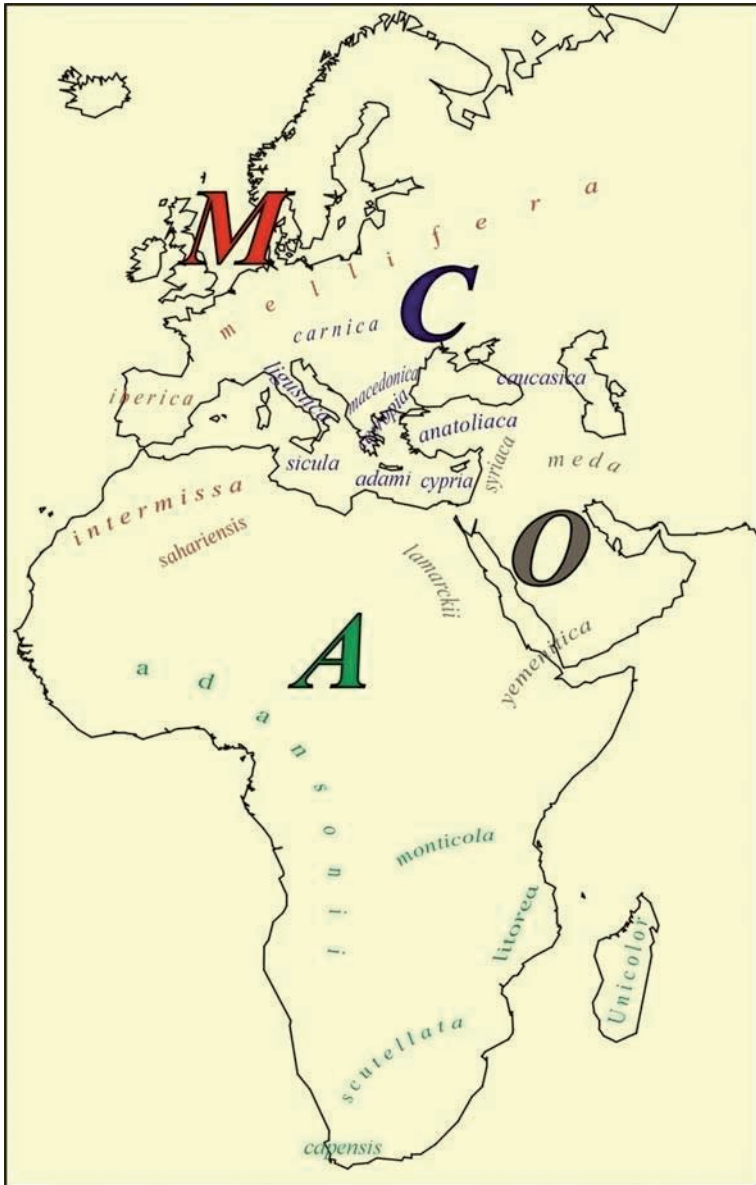 M
mellifera
C
carnica
ligustica
macedonica
caucasica
iberica
cecropia
anatoliaca
sicula
adami
cypria
syriaca
meda
intermissa
sahariensis
O
lamarckii
A
yemenitica
adansonii
monticola
litorea
Unicolor
scutellata
capensis